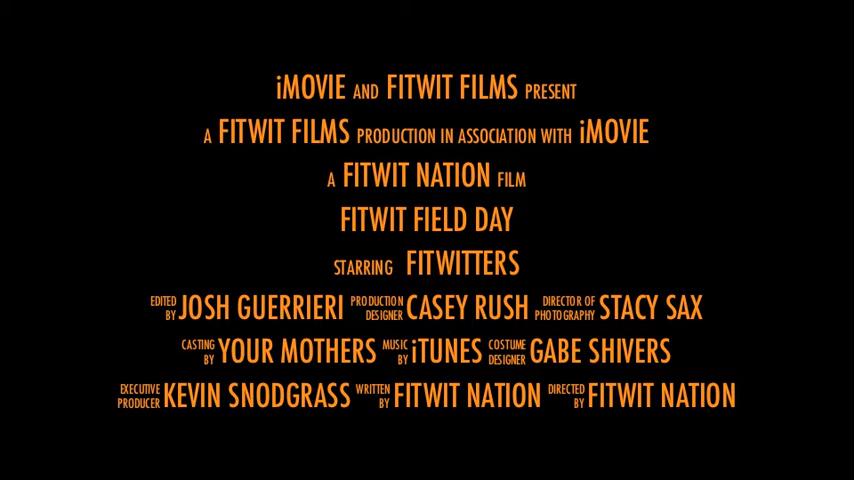 iMOVIE AND FITWIT FILMS PRESENT
A FITWIT FILMS PRODUCTION IN ASSOCIATION WITH iMOVIE
A FITWIT NATION FILM
FITWIT FIELD DAY
STARRING FITWITTERS
EDITED BY JOSH GUERRIERI PRODUCTION DESIGNER CASEY RUSH DIRECTOR OF PHOTOGRAPHY STACY SAX
CASTING BY YOUR MOTHERS MUSIC BY iTUNES COSTUME DESIGNER GABE SHIVERS
EXECUTIVE PRODUCER KEVIN SNODGRASS WRITTEN BY FITWIT NATION DIRECTED BY FITWIT NATION